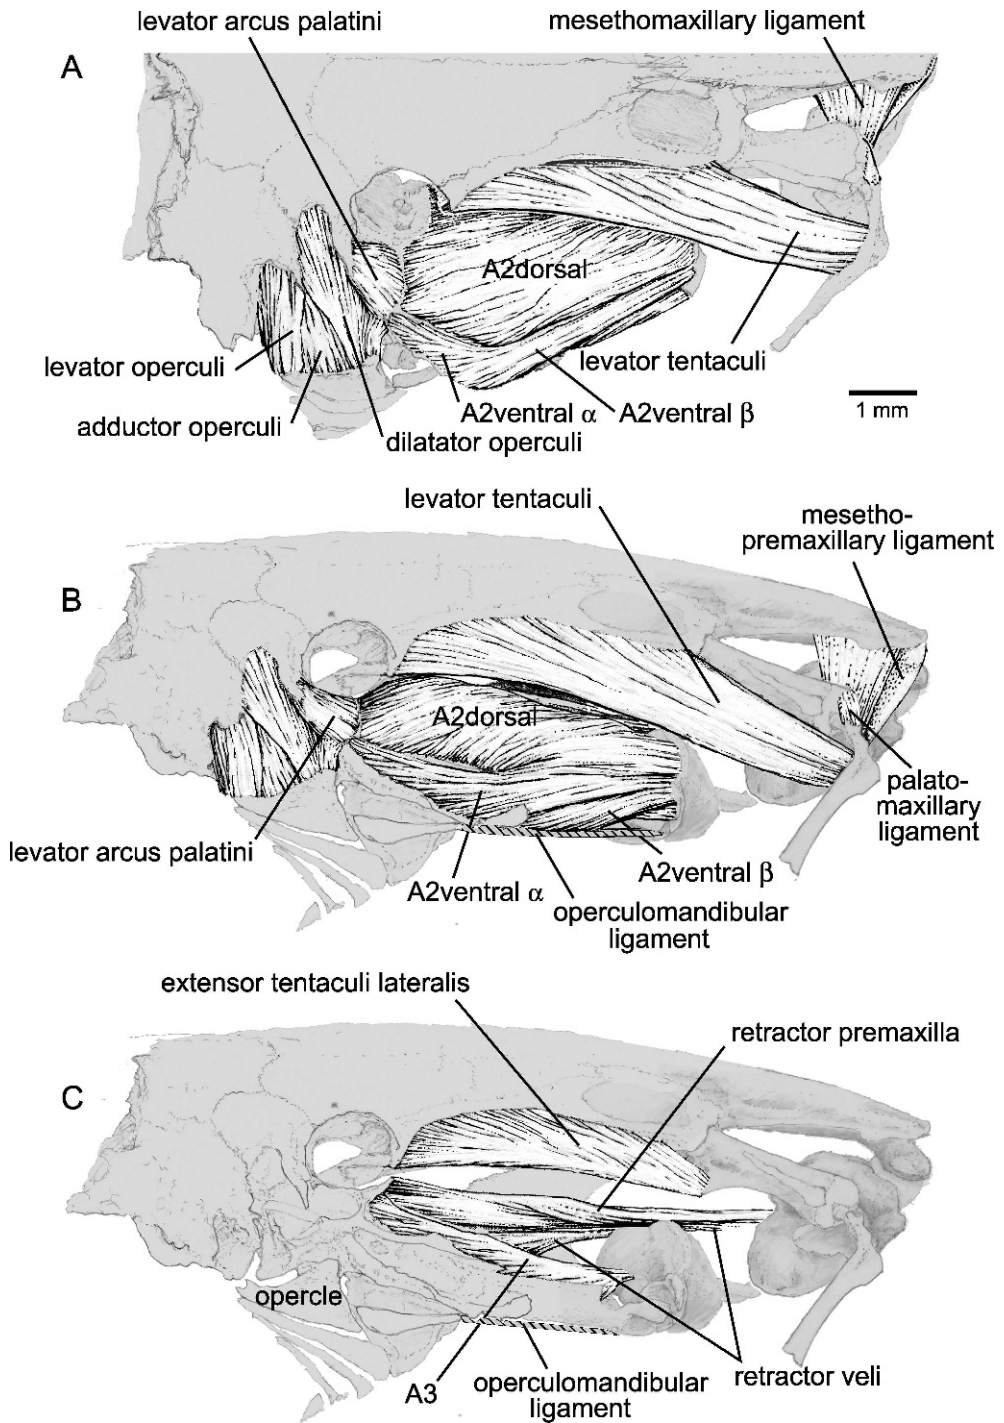 levator arcus palatini
mesethomaxillary ligament
A
A2dorsal
levator operculi
levator tentaculi
adductor operculi
A2ventral α
A2ventral β
1 mm
dilatator operculi
levator tentaculi
mesetho-
premaxillary ligament
B
A2dorsal
palato-
maxillary
ligament
levator arcus palatini
A2ventral β
A2ventral α
operculomandibular
ligament
extensor tentaculi lateralis
retractor premaxilla
C
opercle
A3
operculomandibular
ligament
retractor veli